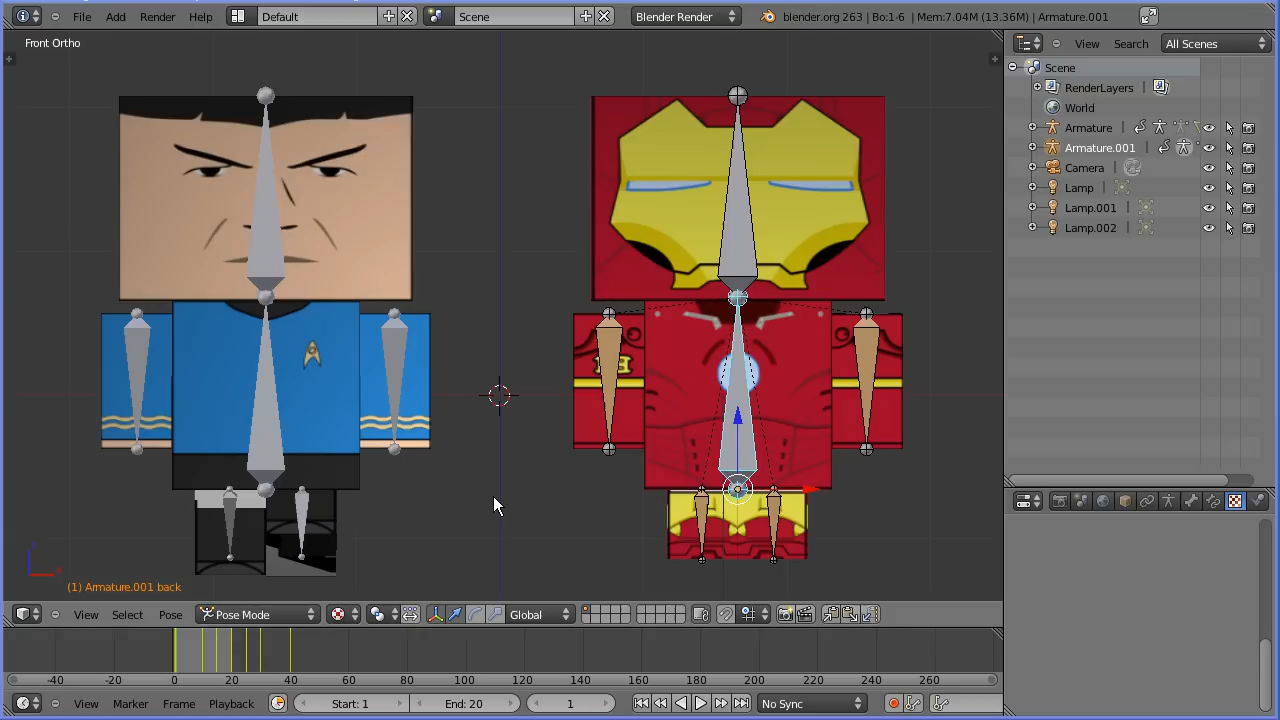 File Add Render Help Default Scene Blender Render blender.org 263 | Bo:1-6 | Mem:7.04M (13.36M) | Armature.001
Front Ortho
View Search All Scenes
Scene
RenderLayers
World
Armature
Armature.001
Camera
Lamp
Lamp.001
Lamp.002
(1) Armature.001 back
View Select Pose Pose Mode Global
-40 -20 0 20 40 60 80 100 120 140 160 180 200 220 240 260
View Marker Frame Playback Start: 1 End: 20 1 No Sync